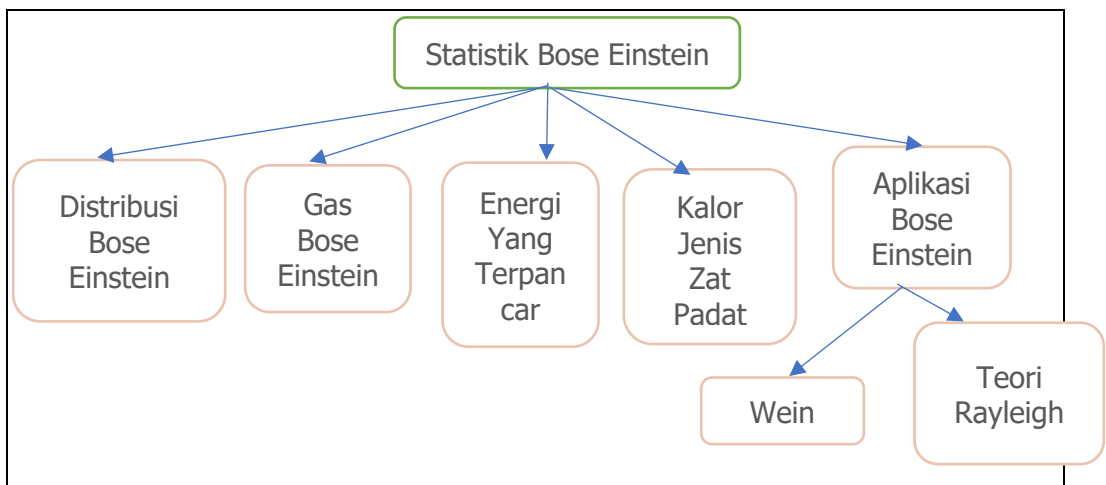 Statistik Bose Einstein
Distribusi
Bose
Einstein
Gas
Bose
Einstein
Energi
Yang
Terpan
car
Kalor
Jenis
Zat
Padat
Aplikasi
Bose
Einstein
Wein
Teori
Rayleigh